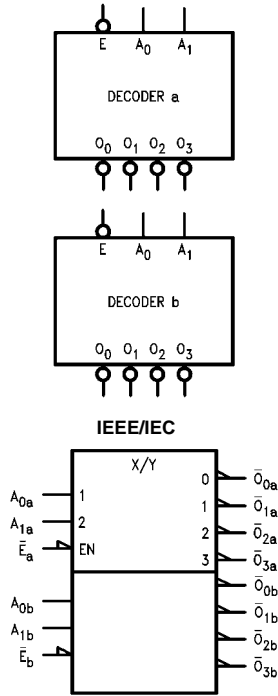 E A₀ A₁
DECODER a
O₀ O₁ O₂ O₃
E A₀ A₁
DECODER b
O₀ O₁ O₂ O₃
IEEE/IEC
X/Y
0 Ō₀ₐ
A₀ₐ 1
1 Ō₁ₐ
A₁ₐ 2
2 Ō₂ₐ
Ēₐ EN
3 Ō₃ₐ
Ō₀b
A₀b
Ō₁b
A₁b
Ō₂b
Ēb
Ō₃b